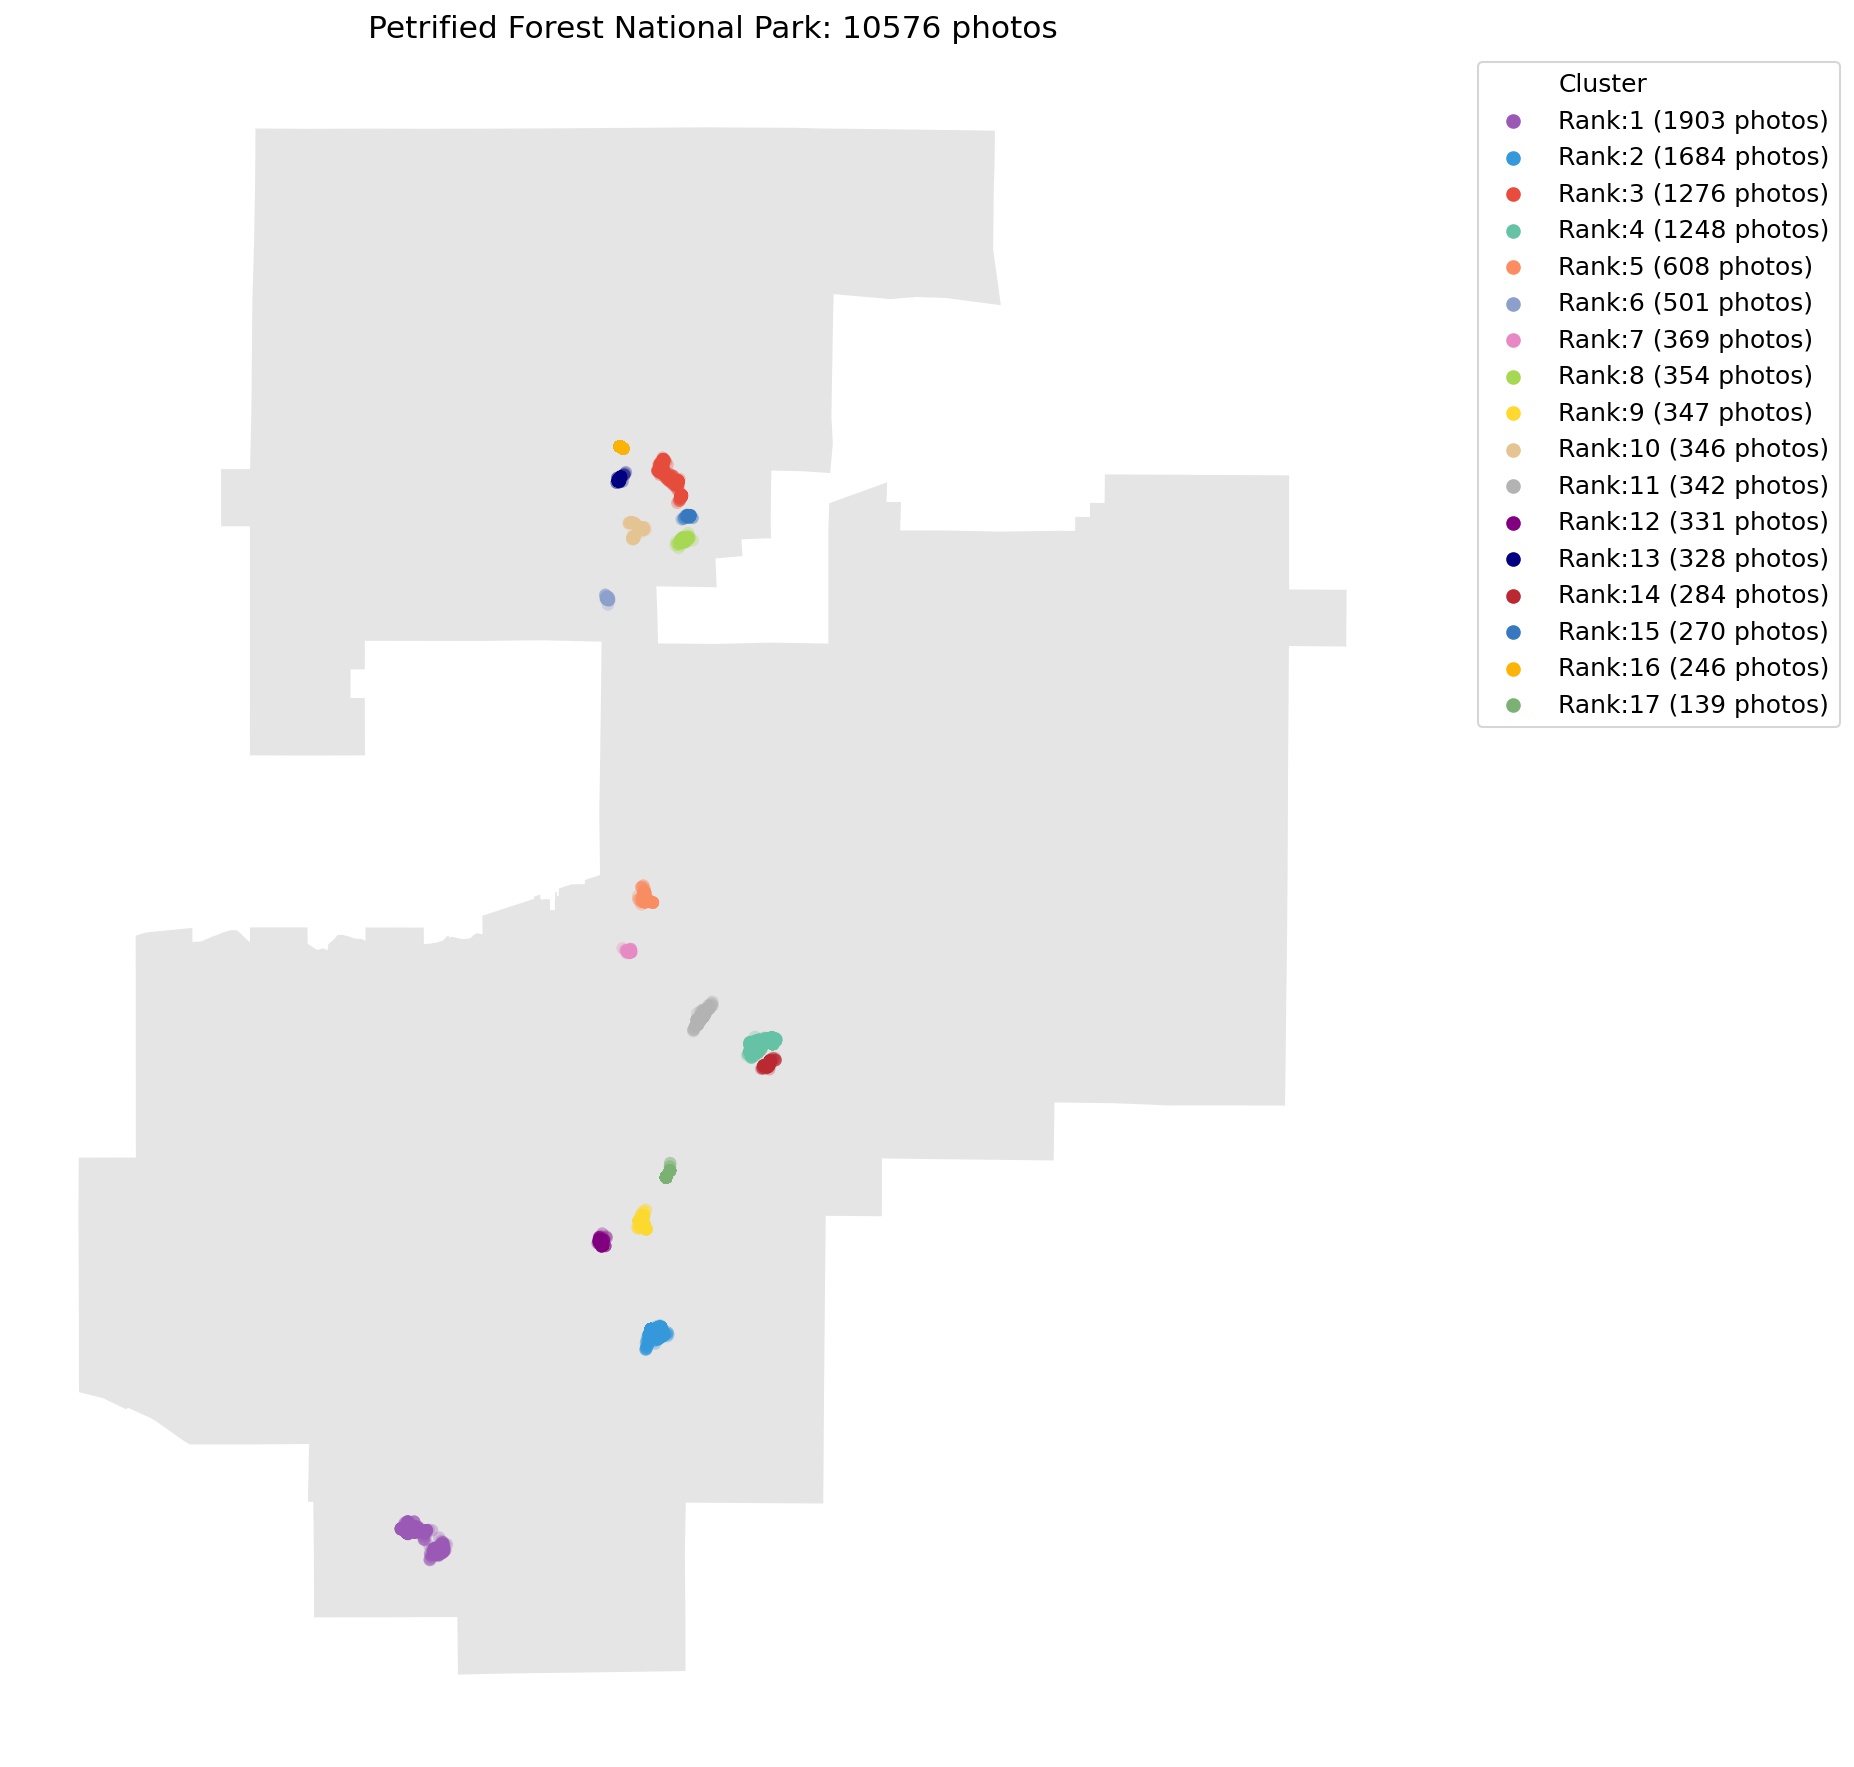 Petrified Forest National Park: 10576 photos
Cluster
Rank:1 (1903 photos)
Rank:2 (1684 photos)
Rank:3 (1276 photos)
Rank:4 (1248 photos)
Rank:5 (608 photos)
Rank:6 (501 photos)
Rank:7 (369 photos)
Rank:8 (354 photos)
Rank:9 (347 photos)
Rank:10 (346 photos)
Rank:11 (342 photos)
Rank:12 (331 photos)
Rank:13 (328 photos)
Rank:14 (284 photos)
Rank:15 (270 photos)
Rank:16 (246 photos)
Rank:17 (139 photos)